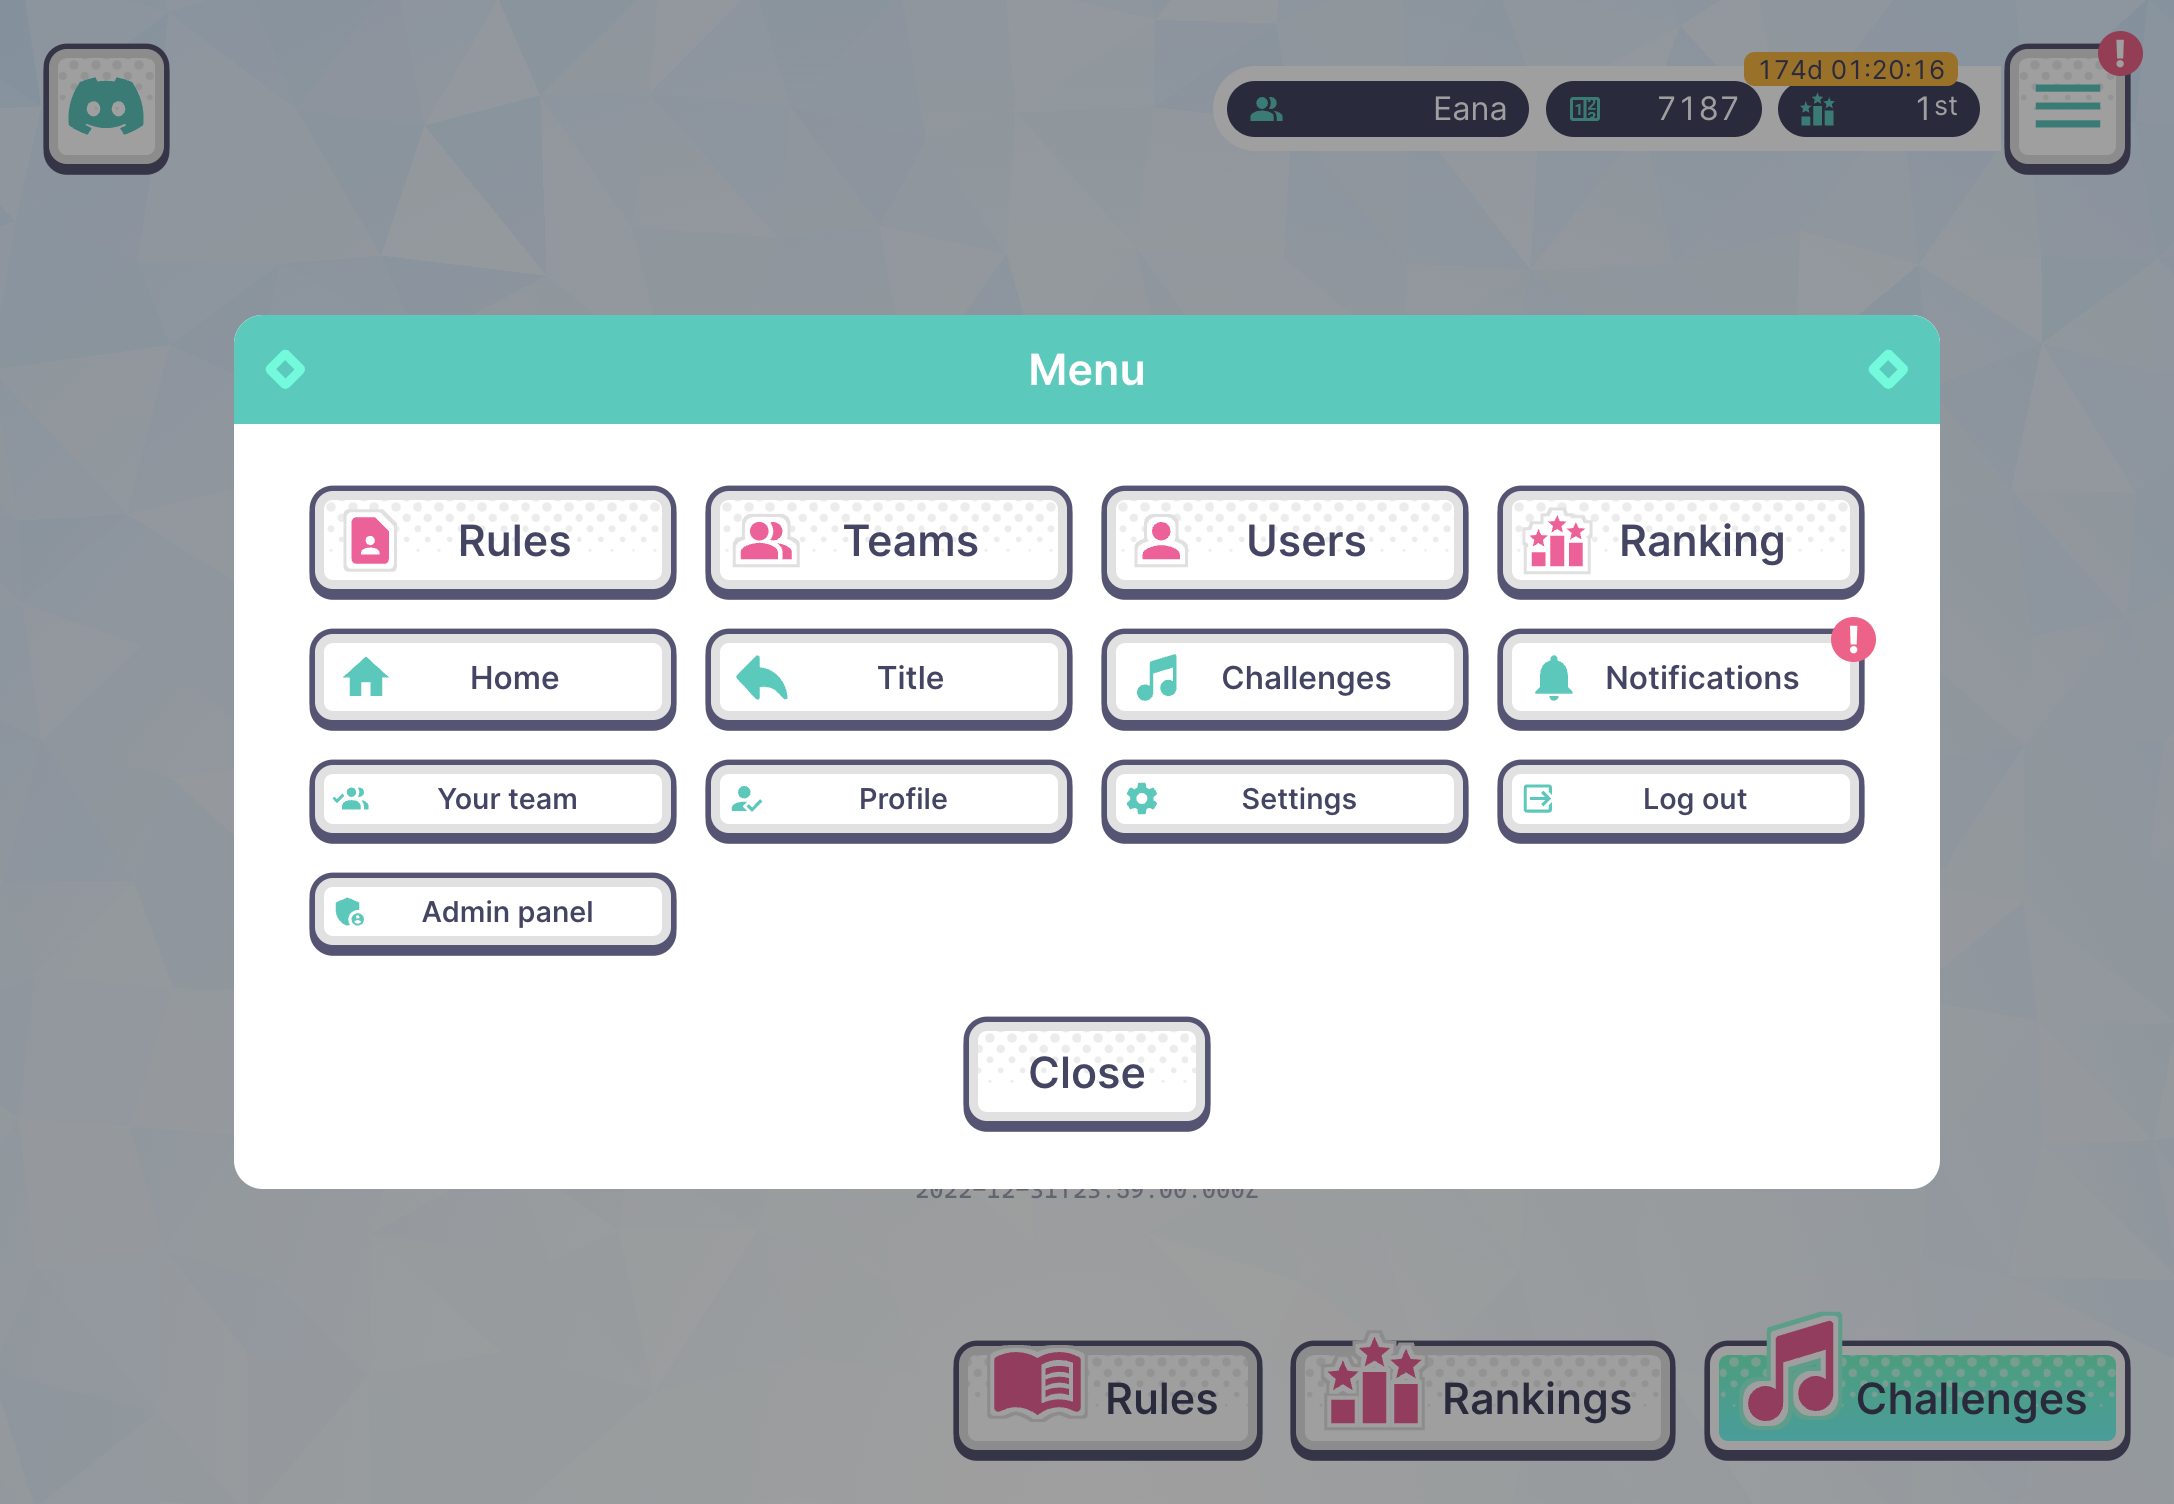 174d 01:20:16
Eana
7187
1st
Menu
Rules
Teams
Users
Ranking
Home
Title
Challenges
Notifications
Your team
Profile
Settings
Log out
Admin panel
Close
2022-12-31T23:59:00.000Z
Rules
Rankings
Challenges